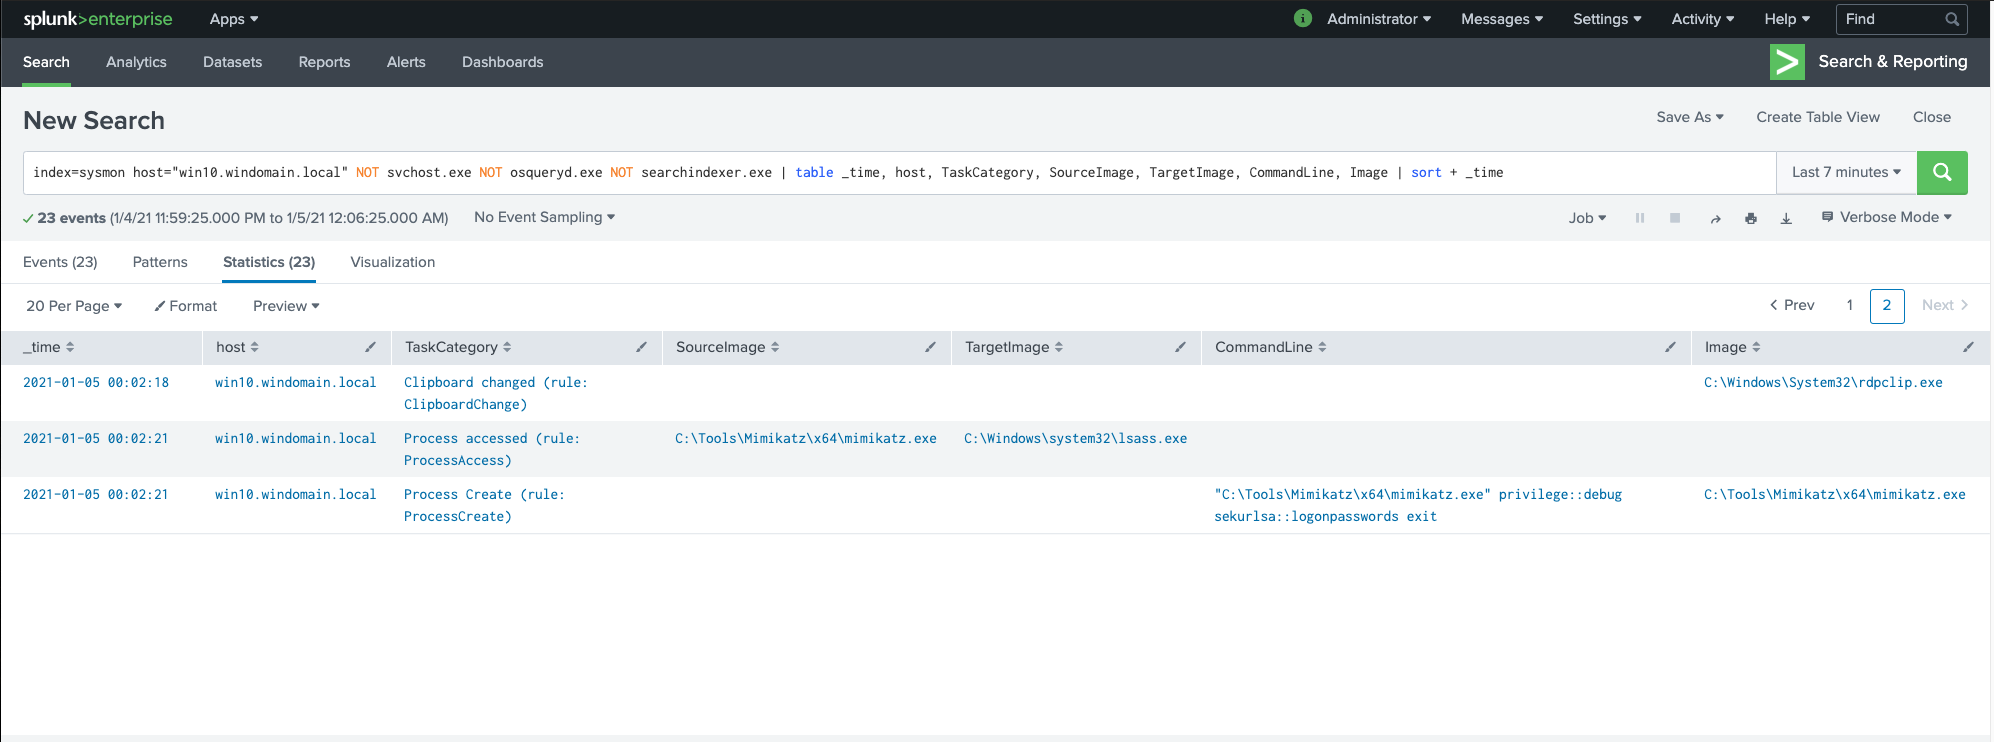 splunk>enterprise Apps Administrator Messages Settings Activity Help Find
Search Analytics Datasets Reports Alerts Dashboards Search & Reporting
New Search Save As Create Table View Close
index=sysmon host="win10.windomain.local" NOT svchost.exe NOT osqueryd.exe NOT searchindexer.exe | table _time, host, TaskCategory, SourceImage, TargetImage, CommandLine, Image | sort + _time Last 7 minutes
23 events (1/4/21 11:59:25.000 PM to 1/5/21 12:06:25.000 AM) No Event Sampling Job Verbose Mode
Events (23) Patterns Statistics (23) Visualization
20 Per Page Format Preview < Prev 1 2 Next >
_time host TaskCategory SourceImage TargetImage CommandLine Image
2021-01-05 00:02:18 win10.windomain.local Clipboard changed (rule: C:\Windows\System32\rdpclip.exe
ClipboardChange)
2021-01-05 00:02:21 win10.windomain.local Process accessed (rule: C:\Tools\Mimikatz\x64\mimikatz.exe C:\Windows\system32\lsass.exe
ProcessAccess)
2021-01-05 00:02:21 win10.windomain.local Process Create (rule: "C:\Tools\Mimikatz\x64\mimikatz.exe" privilege::debug C:\Tools\Mimikatz\x64\mimikatz.exe
ProcessCreate) sekurlsa::logonpasswords exit